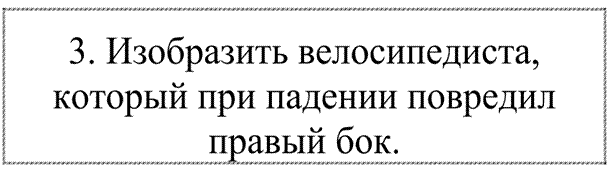 3. Изобразить велосипедиста,
который при падении повредил
правый бок.